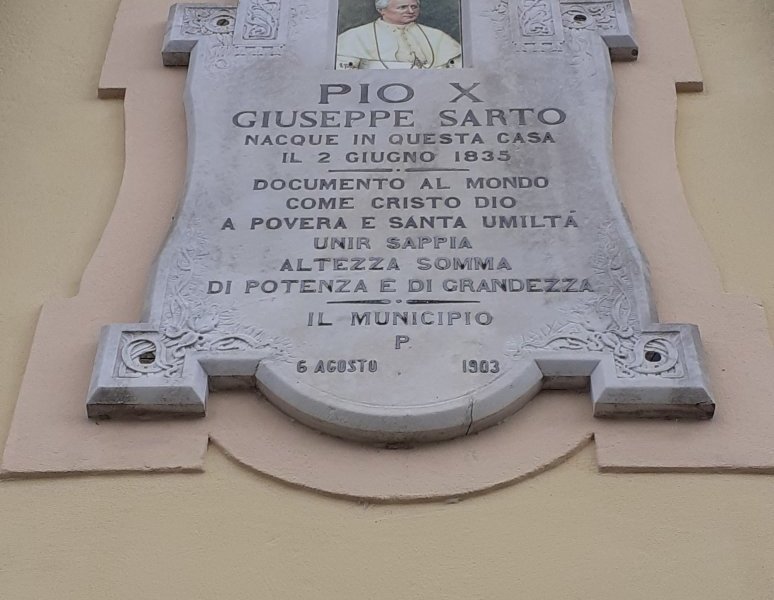 PIO X
GIUSEPPE SARTO
NACQUE IN QUESTA CASA
IL 2 GIUGNO 1835
DOCUMENTO AL MONDO
COME CRISTO DIO
A POVERA E SANTA UMILTÀ
UNIR SAPPIA
ALTEZZA SOMMA
DI POTENZA E DI GRANDEZZA
IL MUNICIPIO
P
6 AGOSTO 1903